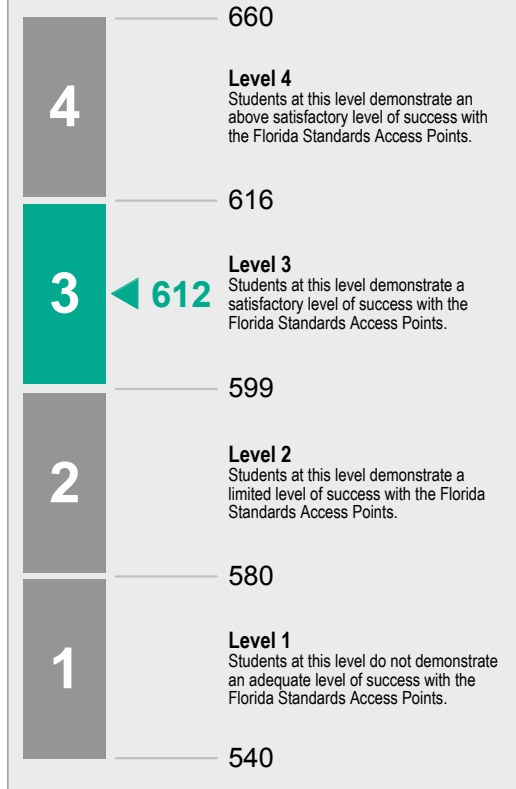 660
4
Level 4
Students at this level demonstrate an
above satisfactory level of success with
the Florida Standards Access Points.
616
3
612
Level 3
Students at this level demonstrate a
satisfactory level of success with the
Florida Standards Access Points.
599
2
Level 2
Students at this level demonstrate a
limited level of success with the Florida
Standards Access Points.
580
1
Level 1
Students at this level do not demonstrate
an adequate level of success with the
Florida Standards Access Points.
540